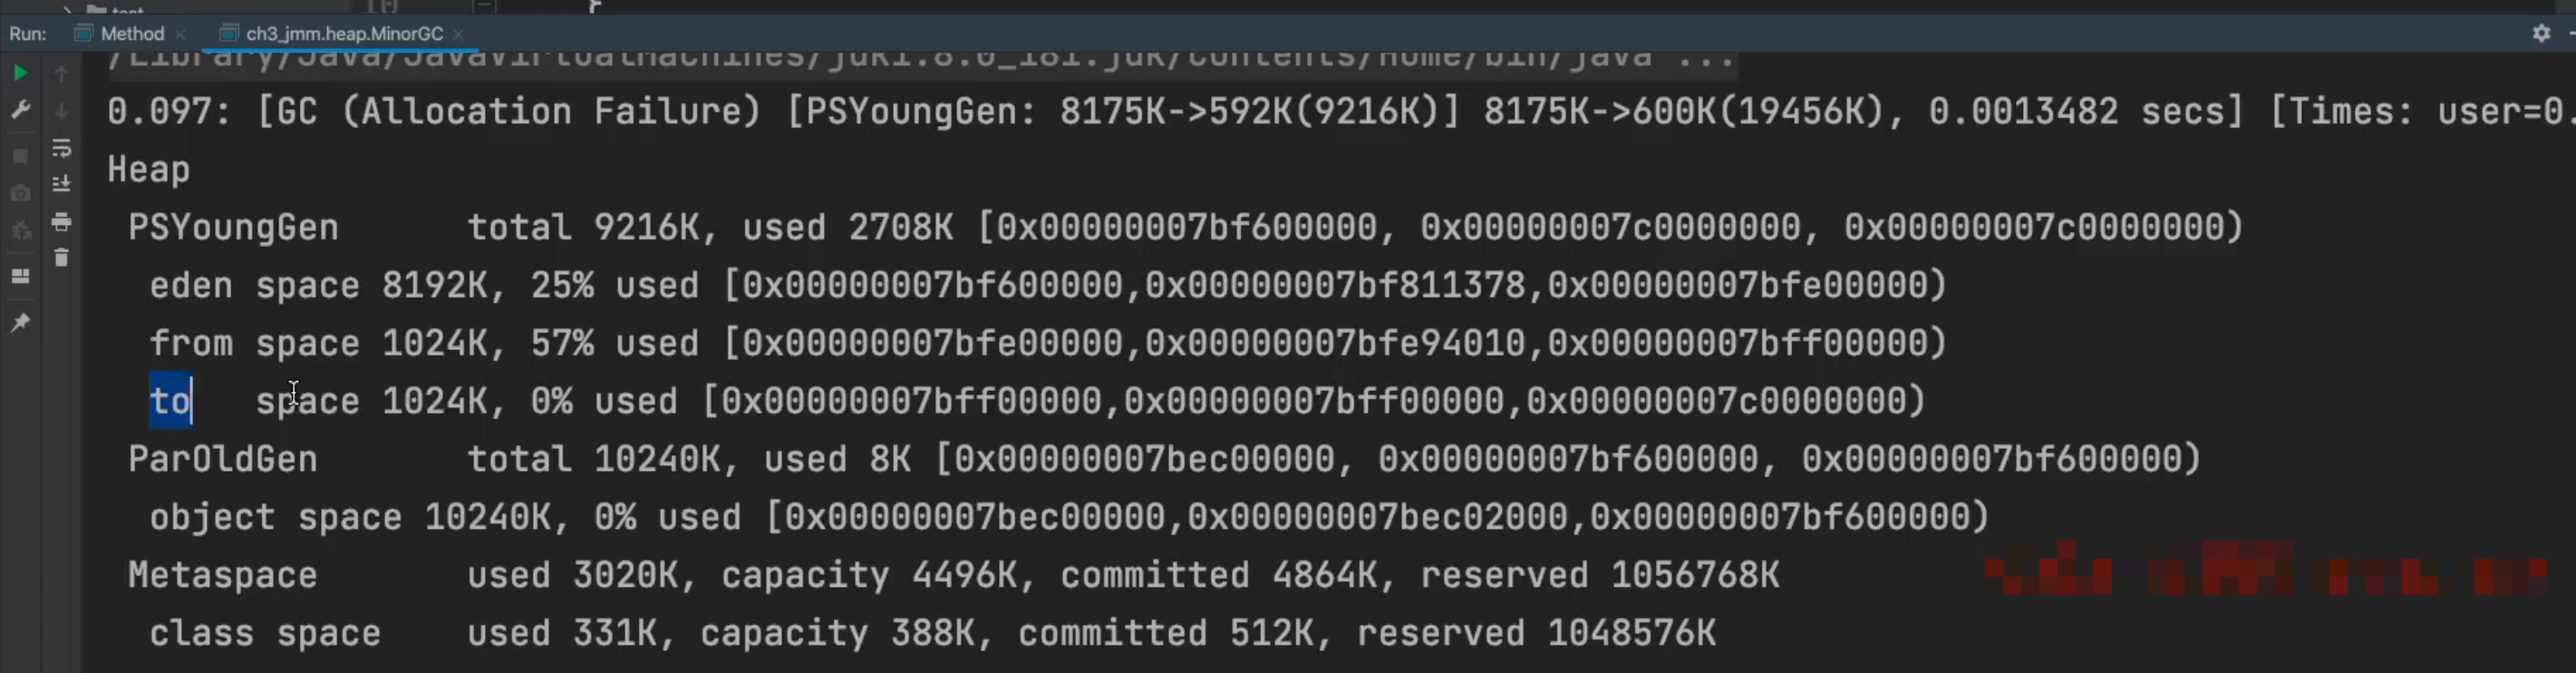 Run: Method × ch3_jmm.heap.MinorGC ×
/Library/Java/JavaVirtualMachines/jdk1.8.0_181.jdk/Contents/Home/bin/java ...
0.097: [GC (Allocation Failure) [PSYoungGen: 8175K->592K(9216K)] 8175K->600K(19456K), 0.0013482 secs] [Times: user=0.
Heap
PSYoungGen total 9216K, used 2708K [0x00000007bf600000, 0x00000007c0000000, 0x00000007c0000000)
eden space 8192K, 25% used [0x00000007bf600000,0x00000007bf811378,0x00000007bfe00000)
from space 1024K, 57% used [0x00000007bfe00000,0x00000007bfe94010,0x00000007bff00000)
to space 1024K, 0% used [0x00000007bff00000,0x00000007bff00000,0x00000007c0000000)
ParOldGen total 10240K, used 8K [0x00000007bec00000, 0x00000007bf600000, 0x00000007bf600000)
object space 10240K, 0% used [0x00000007bec00000,0x00000007bec02000,0x00000007bf600000)
Metaspace used 3020K, capacity 4496K, committed 4864K, reserved 1056768K
class space used 331K, capacity 388K, committed 512K, reserved 1048576K